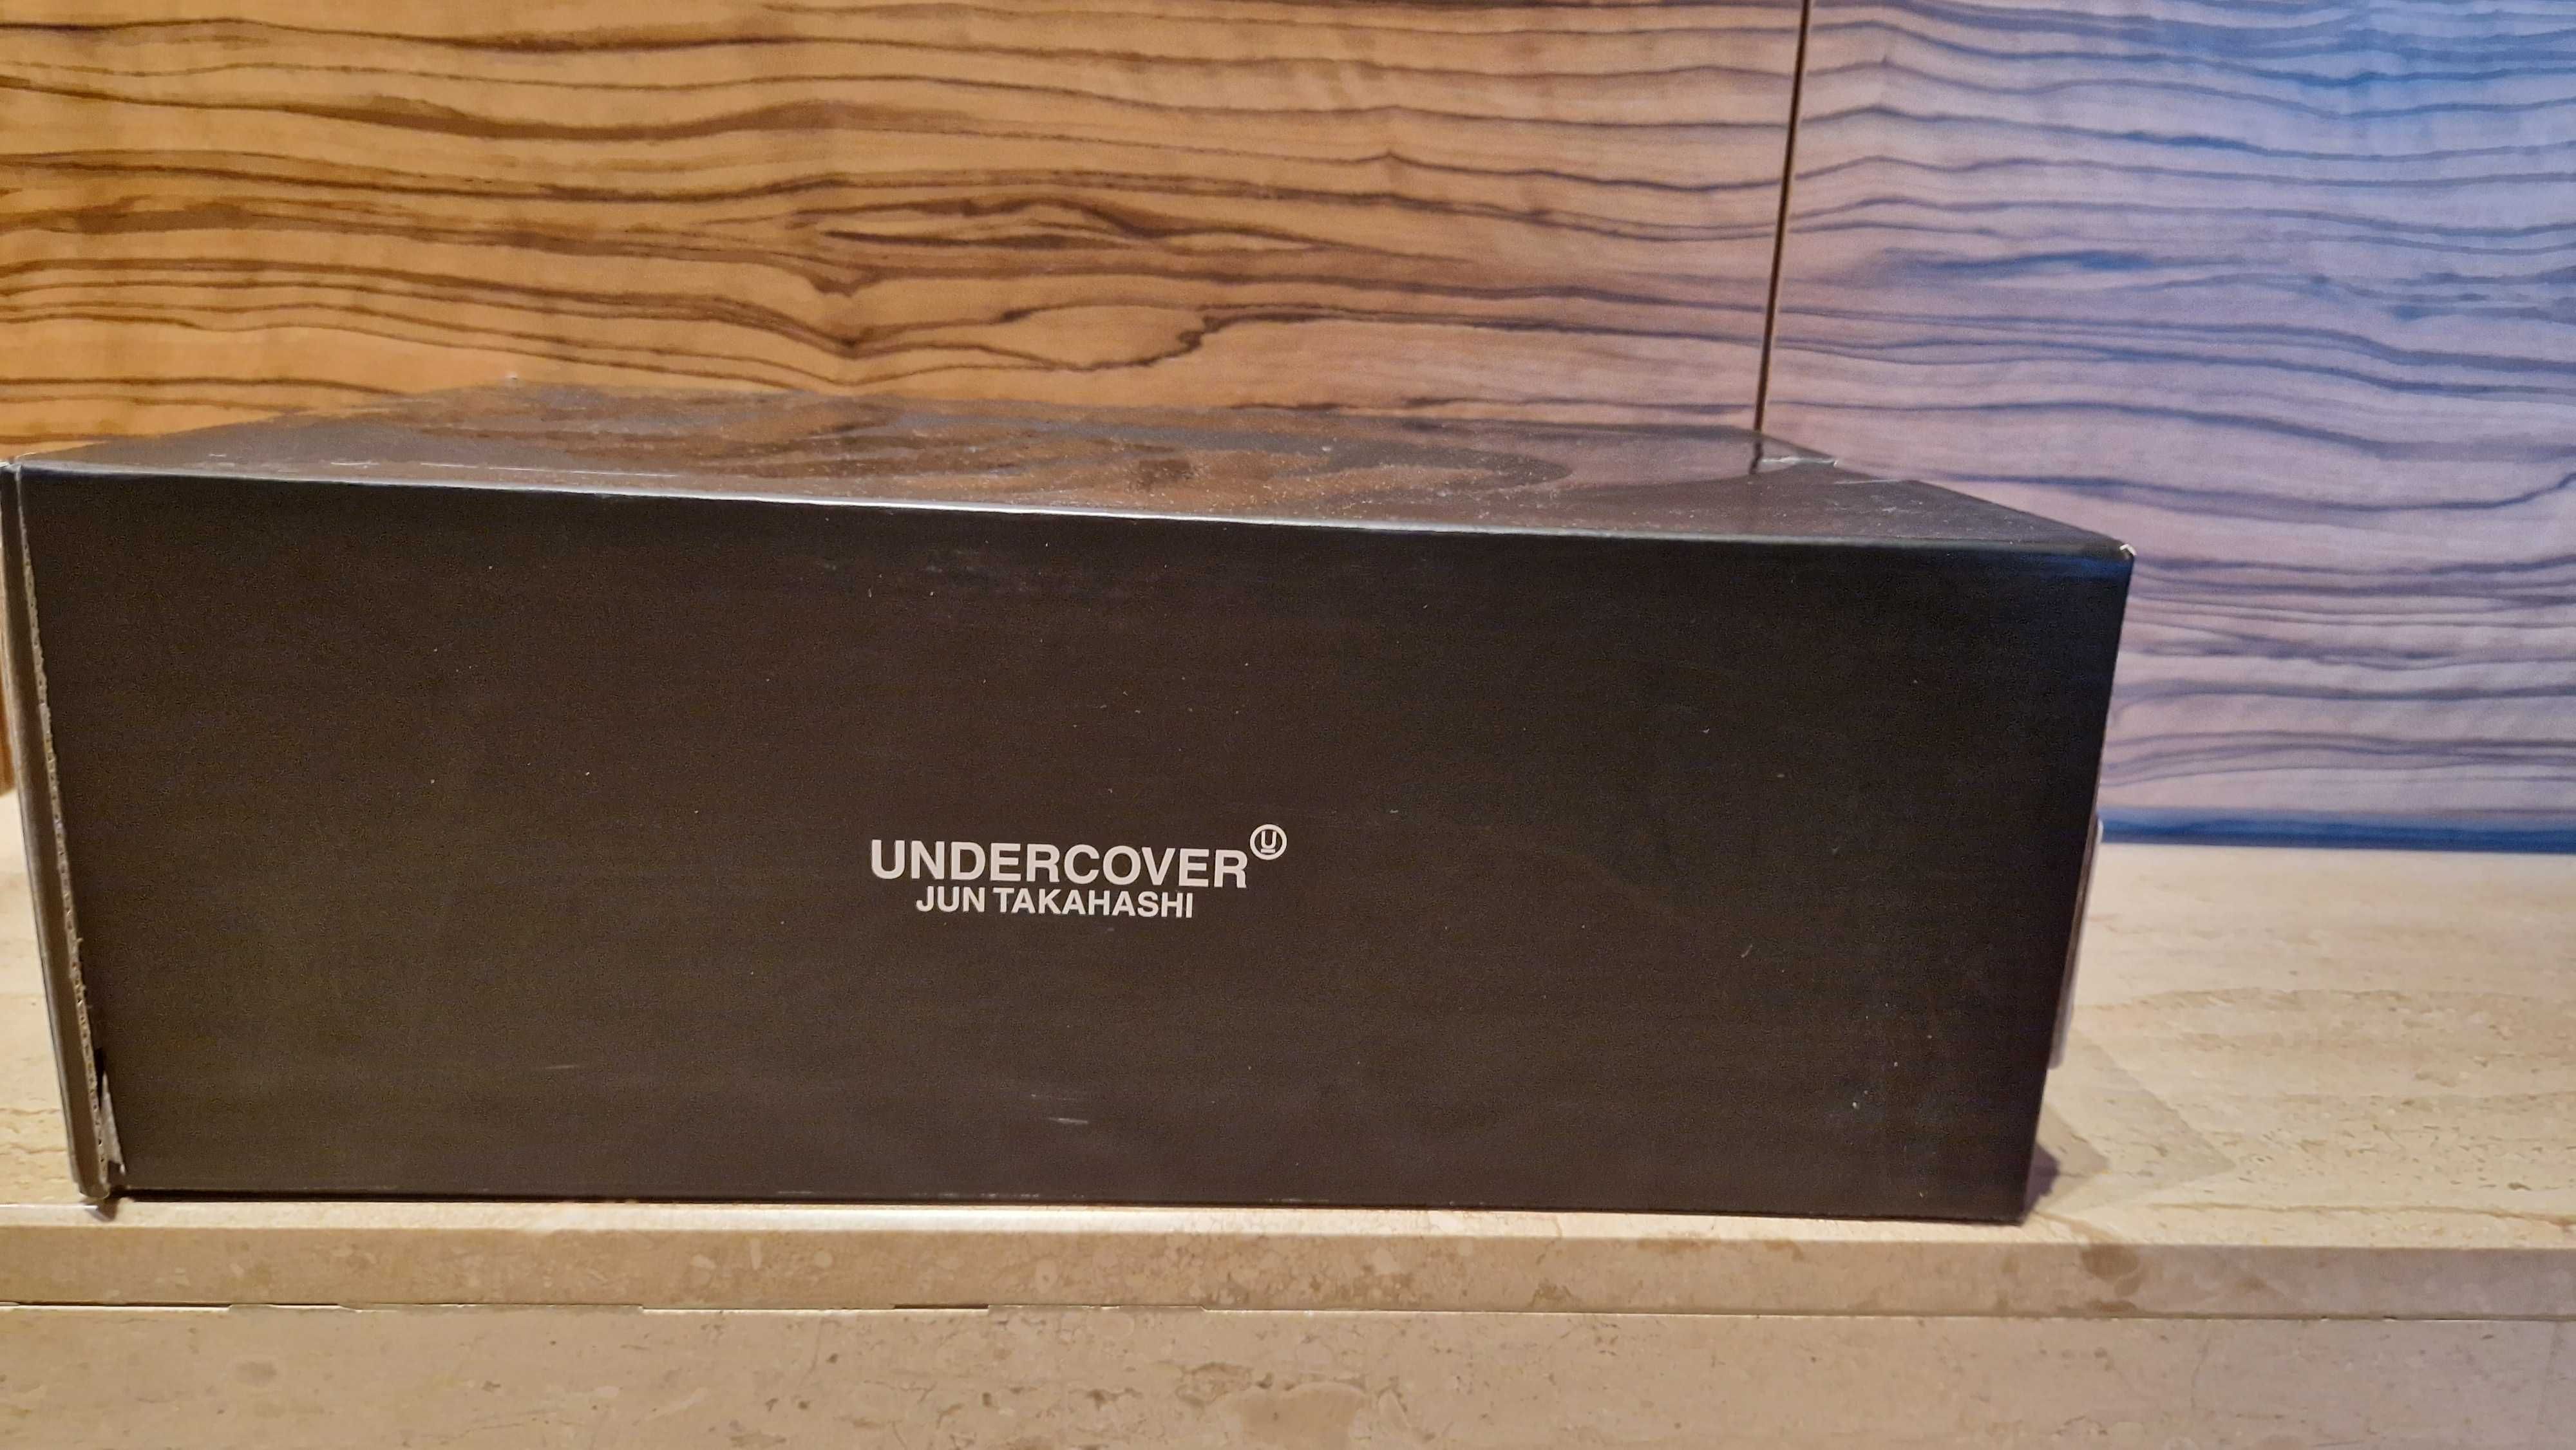 UNDERCOVER Ⓤ
JUN TAKAHASHI